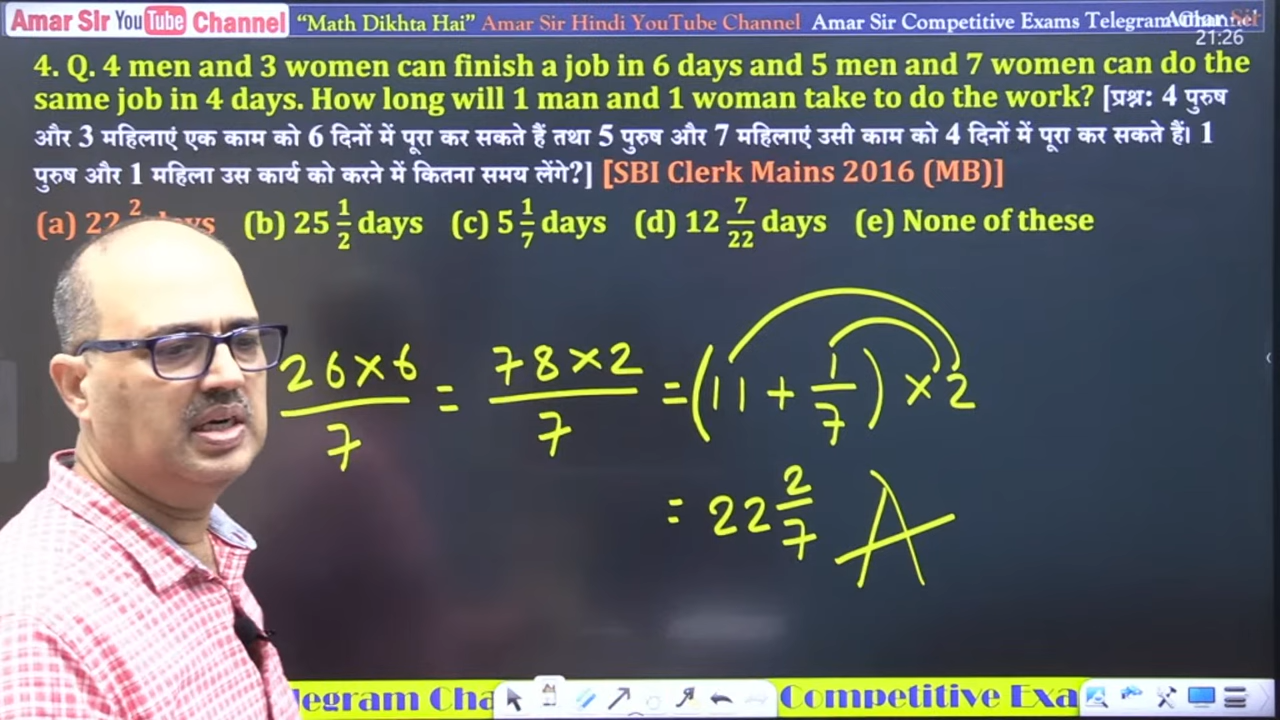 Amar SIr YouTube Channel “Math Dikhta Hai” Amar Sir Hindi YouTube Channel Amar Sir Competitive Exams Telegram
21:26
4. Q. 4 men and 3 women can finish a job in 6 days and 5 men and 7 women can do the
same job in 4 days. How long will 1 man and 1 woman take to do the work? [प्रश्न: 4 पुरुष
और 3 महिलाएं एक काम को 6 दिनों में पूरा कर सकते हैं तथा 5 पुरुष और 7 महिलाएं उसी काम को 4 दिनों में पूरा कर सकते हैं। 1
पुरुष और 1 महिला उस कार्य को करने में कितना समय लेंगे?] [SBI Clerk Mains 2016 (MB)]
(a) 22 2 (b) 25 1/2 days (c) 5 1/7 days (d) 12 7/22 days (e) None of these
26×6/7 = 78×2/7 = (11 + 1/7) × 2
= 22 2/7 A
legram Cha Competitive Exa